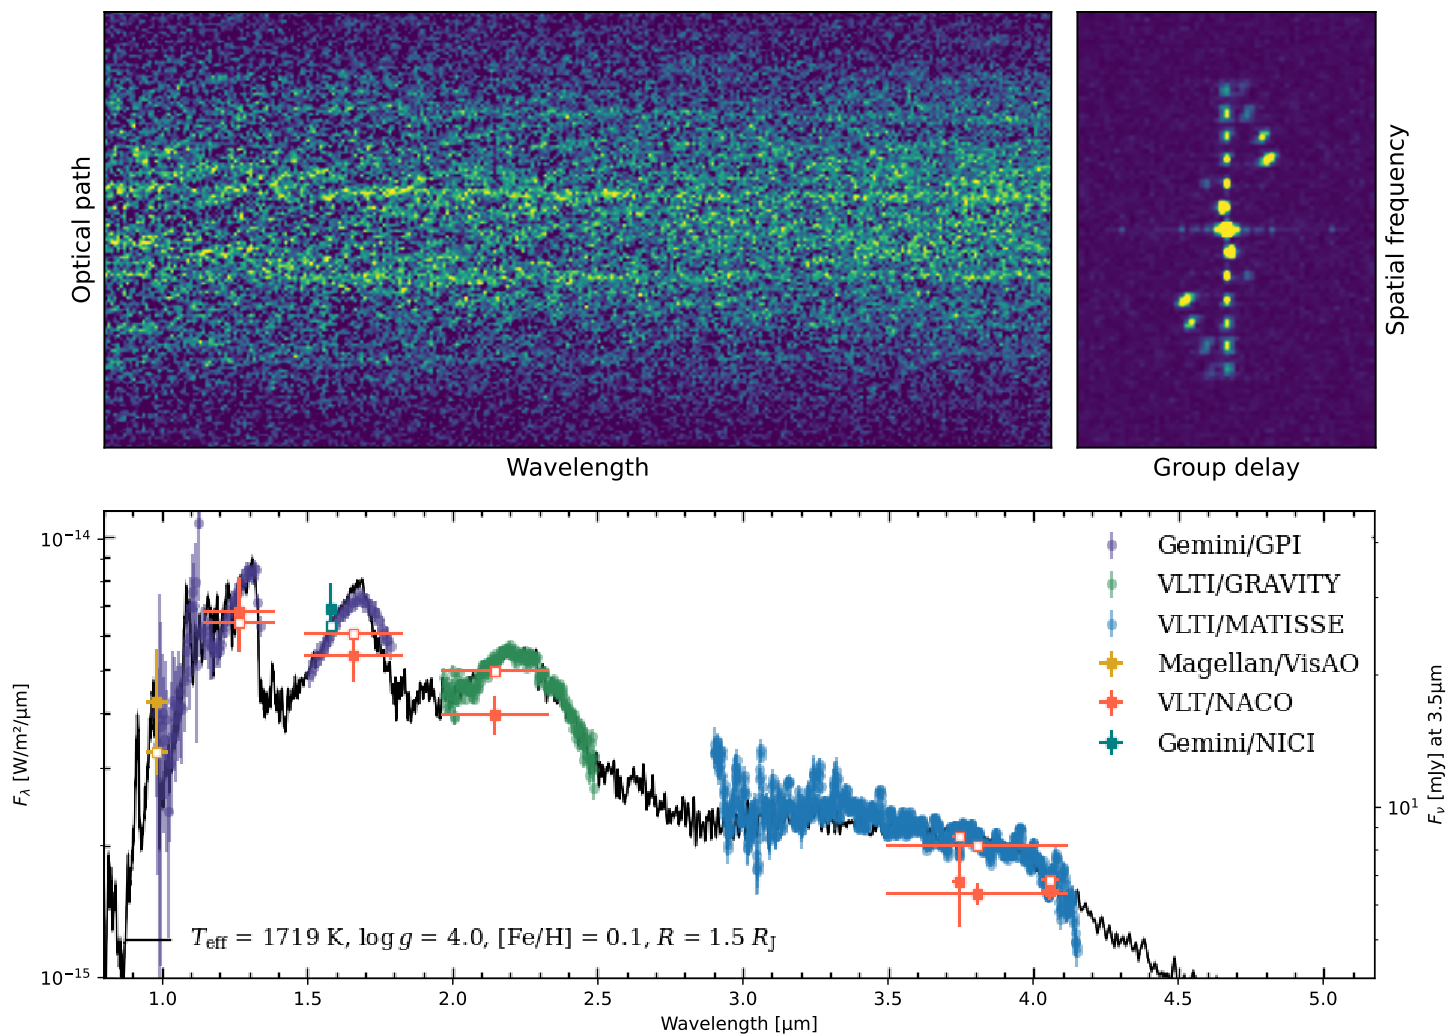 Optical path
Wavelength
Spatial frequency
Group delay
10⁻¹⁴
10⁻¹⁵
F_λ [W/m²/μm]
Gemini/GPI
VLTI/GRAVITY
VLTI/MATISSE
Magellan/VisAO
VLT/NACO
Gemini/NICI
T_eff = 1719 K, log g = 4.0, [Fe/H] = 0.1, R = 1.5 R_J
10¹
F_ν [mJy] at 3.5μm
1.0 1.5 2.0 2.5 3.0 3.5 4.0 4.5 5.0
Wavelength [μm]